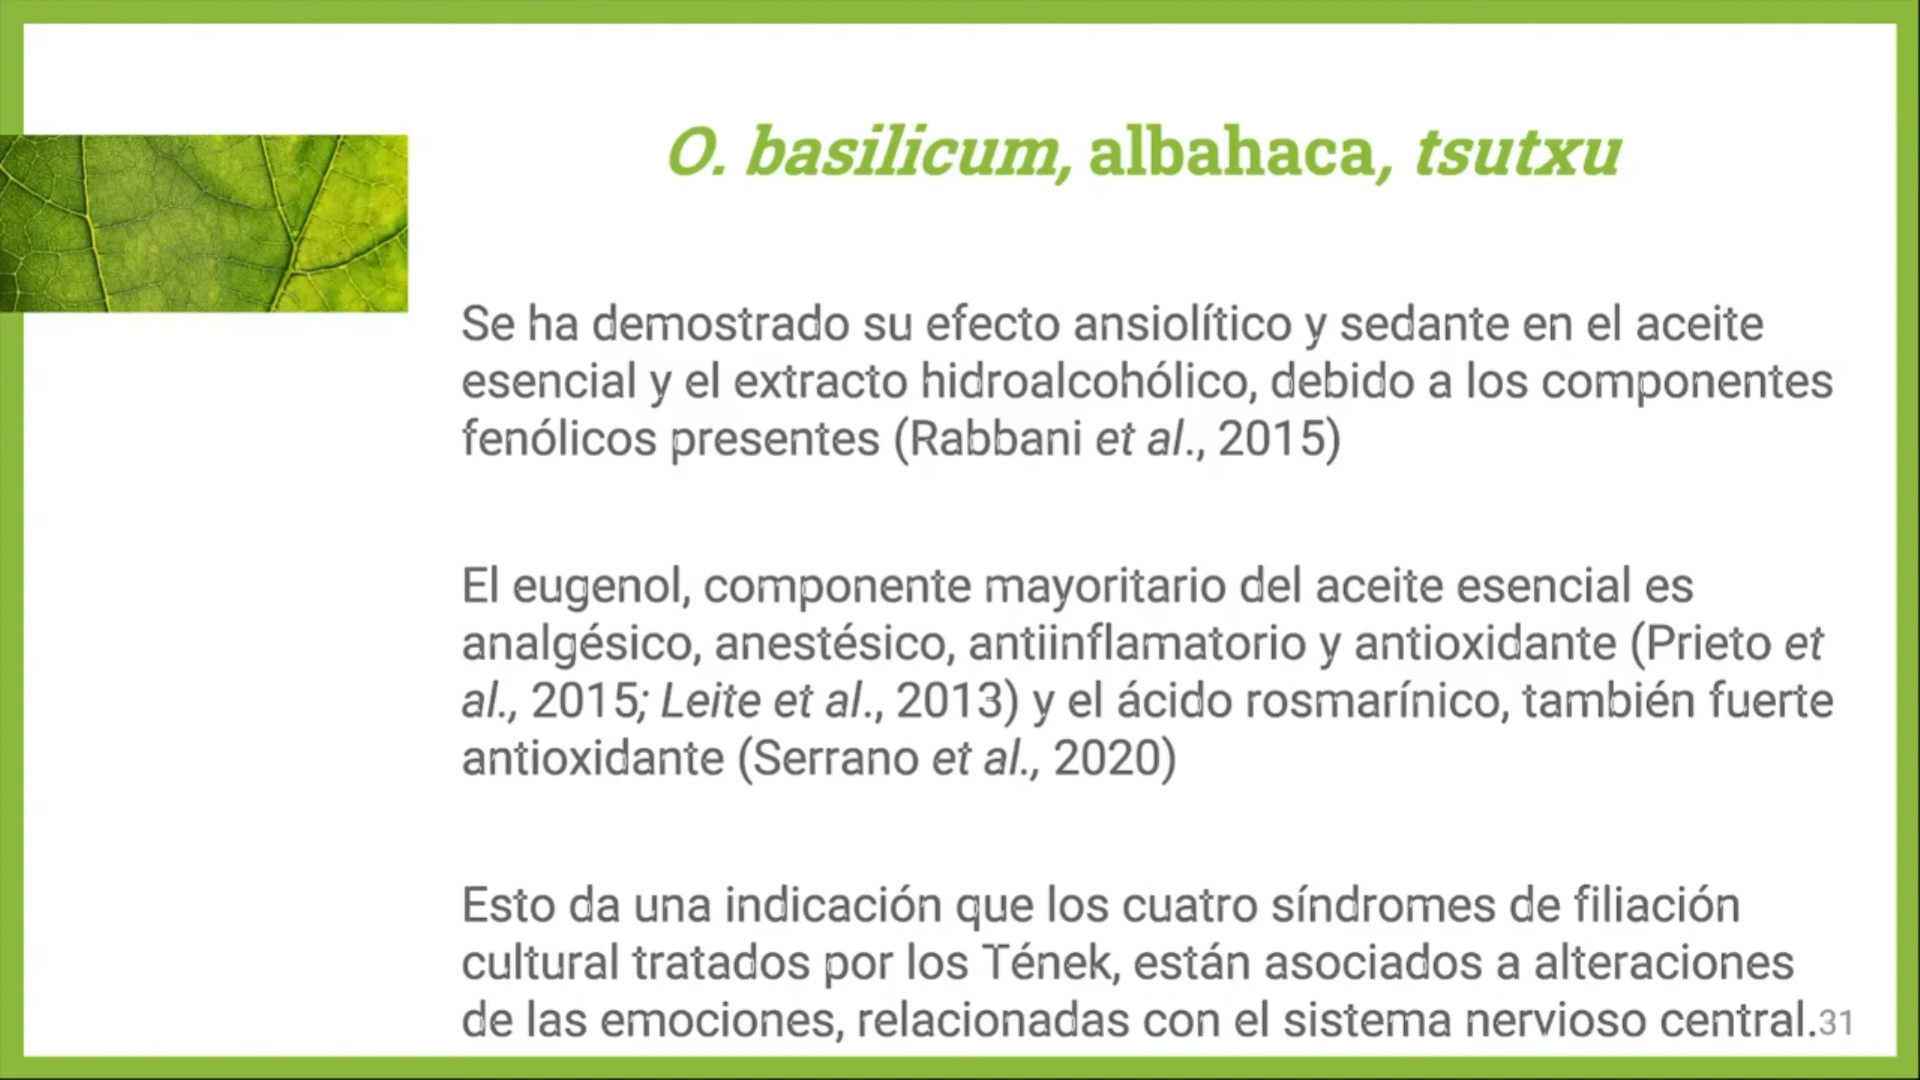 O. basilicum, albahaca, tsutxu
Se ha demostrado su efecto ansiolítico y sedante en el aceite
esencial y el extracto hidroalcohólico, debido a los componentes
fenólicos presentes (Rabbani et al., 2015)
El eugenol, componente mayoritario del aceite esencial es
analgésico, anestésico, antiinflamatorio y antioxidante (Prieto et
al., 2015; Leite et al., 2013) y el ácido rosmarínico, también fuerte
antioxidante (Serrano et al., 2020)
Esto da una indicación que los cuatro síndromes de filiación
cultural tratados por los Tének, están asociados a alteraciones
de las emociones, relacionadas con el sistema nervioso central.
31